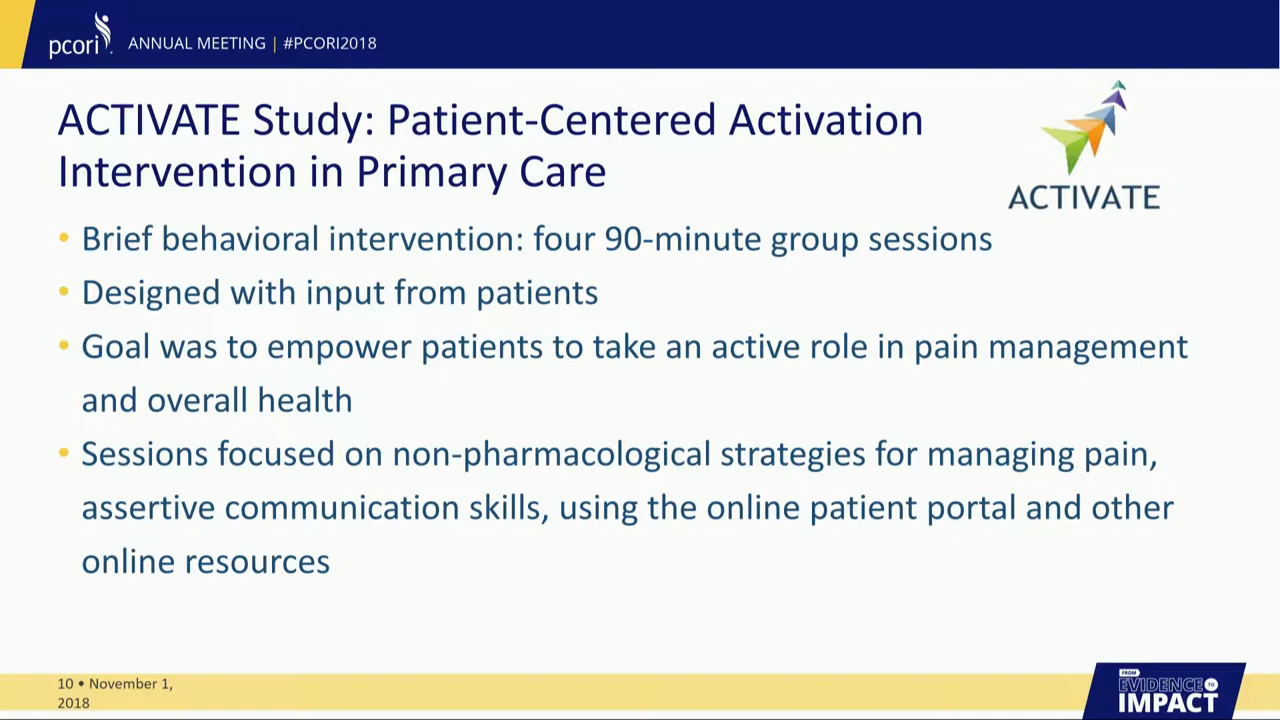 pcori
ANNUAL MEETING | #PCORI2018
ACTIVATE Study: Patient-Centered Activation
Intervention in Primary Care
ACTIVATE
• Brief behavioral intervention: four 90-minute group sessions
• Designed with input from patients
• Goal was to empower patients to take an active role in pain management
and overall health
• Sessions focused on non-pharmacological strategies for managing pain,
assertive communication skills, using the online patient portal and other
online resources
10 • November 1,
2018
FROM
EVIDENCE TO
IMPACT